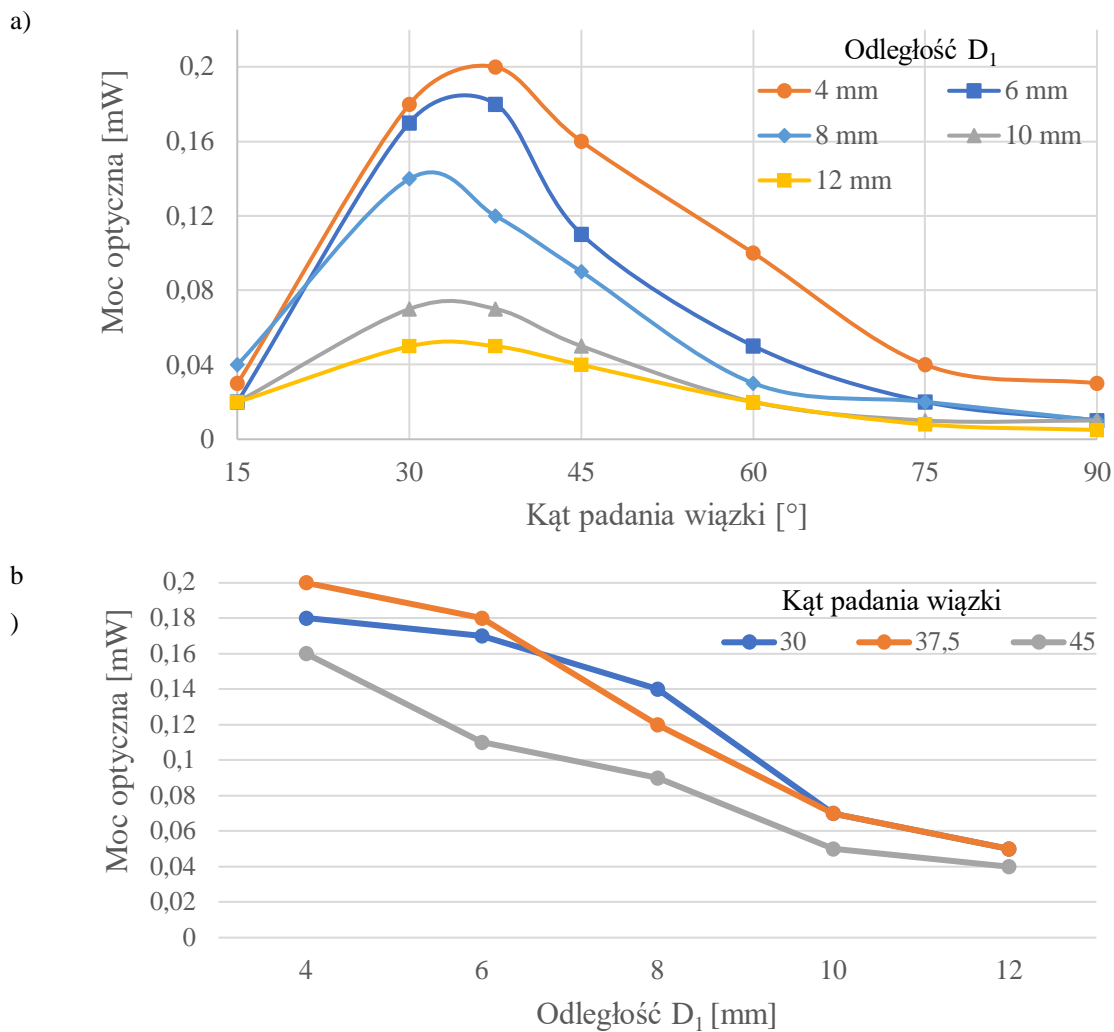 a)
Odległość D₁
4 mm 6 mm
8 mm 10 mm
12 mm
Moc optyczna [mW]
0,2
0,16
0,12
0,08
0,04
0
15 30 45 60 75 90
Kąt padania wiązki [°]
b
)
Kąt padania wiązki
30 37,5 45
Moc optyczna [mW]
0,2
0,18
0,16
0,14
0,12
0,1
0,08
0,06
0,04
0,02
0
4 6 8 10 12
Odległość D₁ [mm]